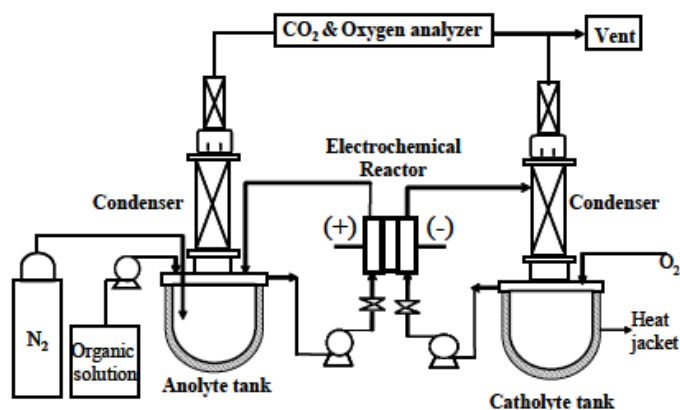 CO₂ & Oxygen analyzer
Vent
Electrochemical
Reactor
Condenser
Condenser
(+)
(-)
O₂
N₂
Organic
solution
Heat
jacket
Anolyte tank
Catholyte tank